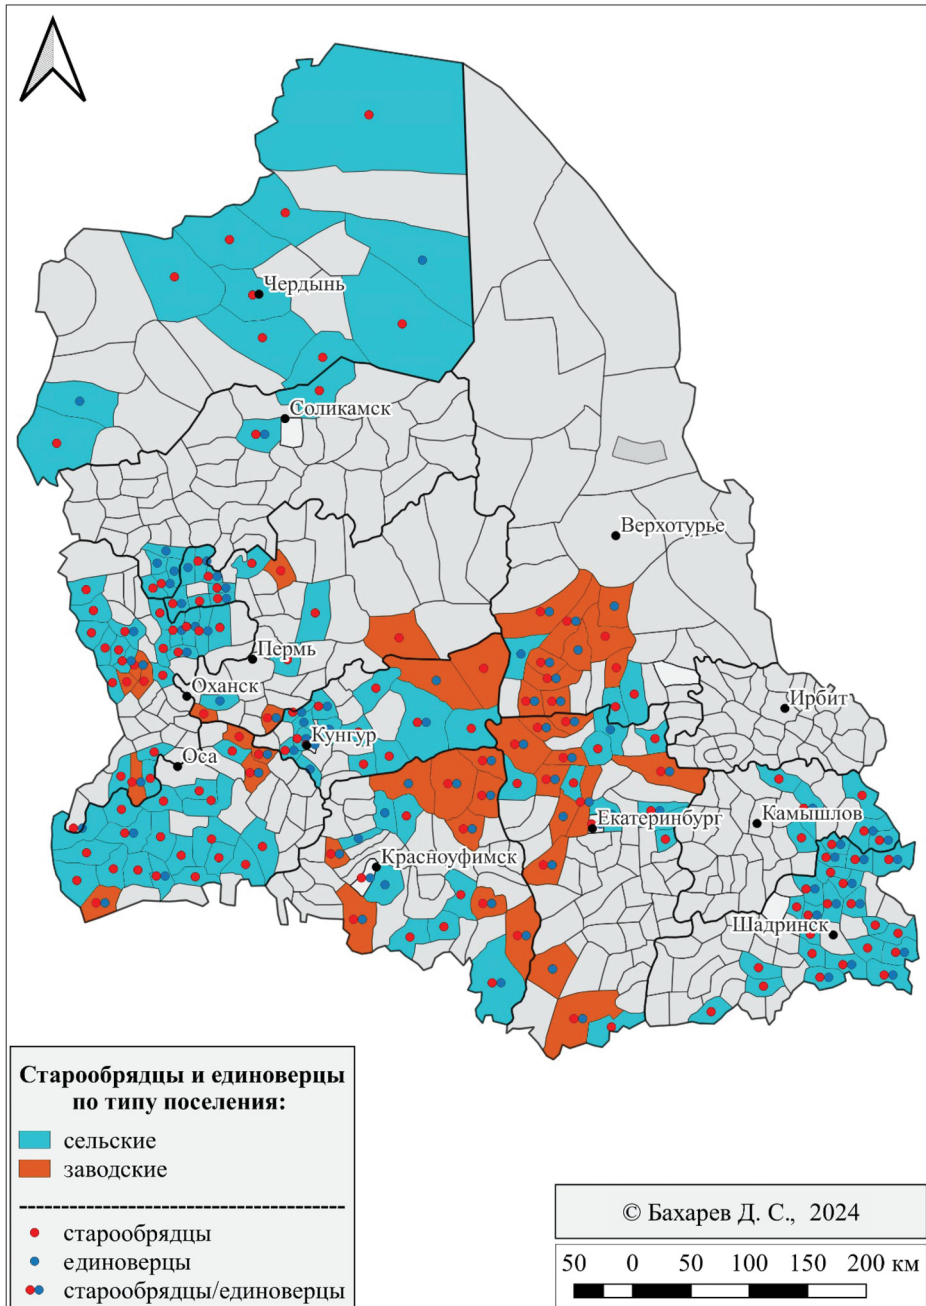 Чердынь
Соликамск
Верхотурье
Пермь
Оханск
Ирбит
Кунгур
Оса
Екатеринбург
Камышлов
Красноуфимск
Шадринск
Старообрядцы и единоверцы
по типу поселения:
сельские
заводские
старообрядцы
единоверцы
старообрядцы/единоверцы
© Бахарев Д. С., 2024
50 0 50 100 150 200 км